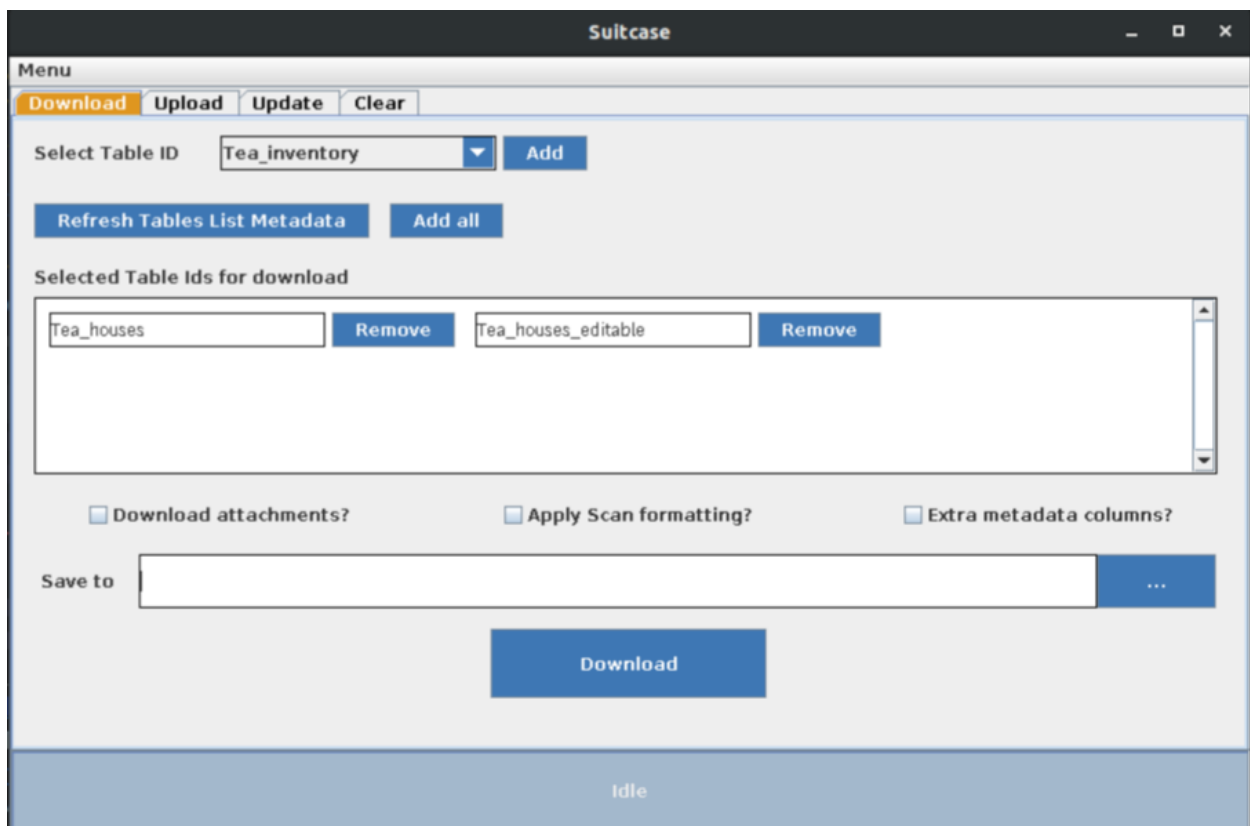 Suitcase
Menu
Download Upload Update Clear
Select Table ID Tea_inventory Add
Refresh Tables List Metadata Add all
Selected Table Ids for download
Tea_houses Remove Tea_houses_editable Remove
Download attachments? Apply Scan formatting? Extra metadata columns?
Save to ...
Download
Idle